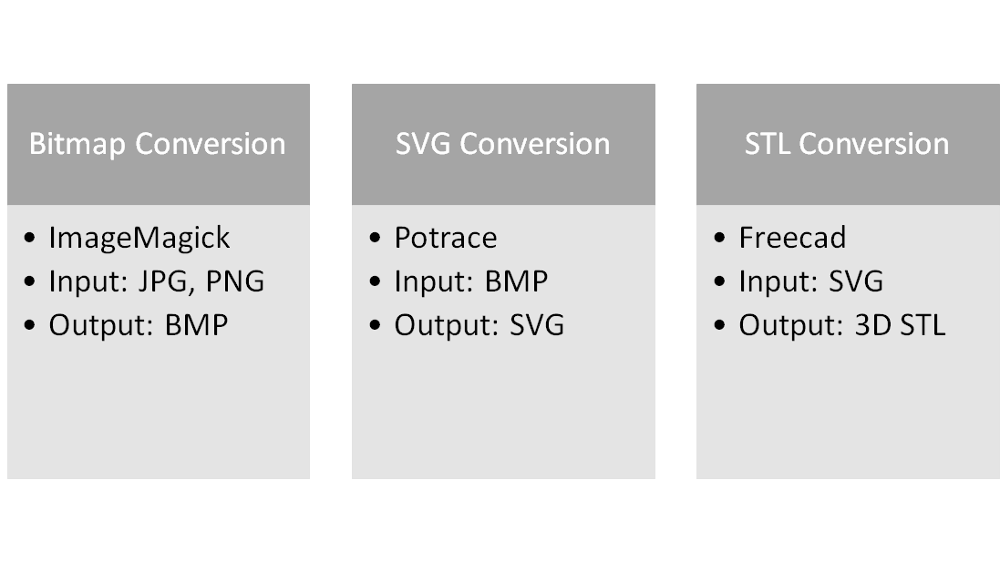 Bitmap Conversion
• ImageMagick
• Input: JPG, PNG
• Output: BMP
SVG Conversion
• Potrace
• Input: BMP
• Output: SVG
STL Conversion
• Freecad
• Input: SVG
• Output: 3D STL